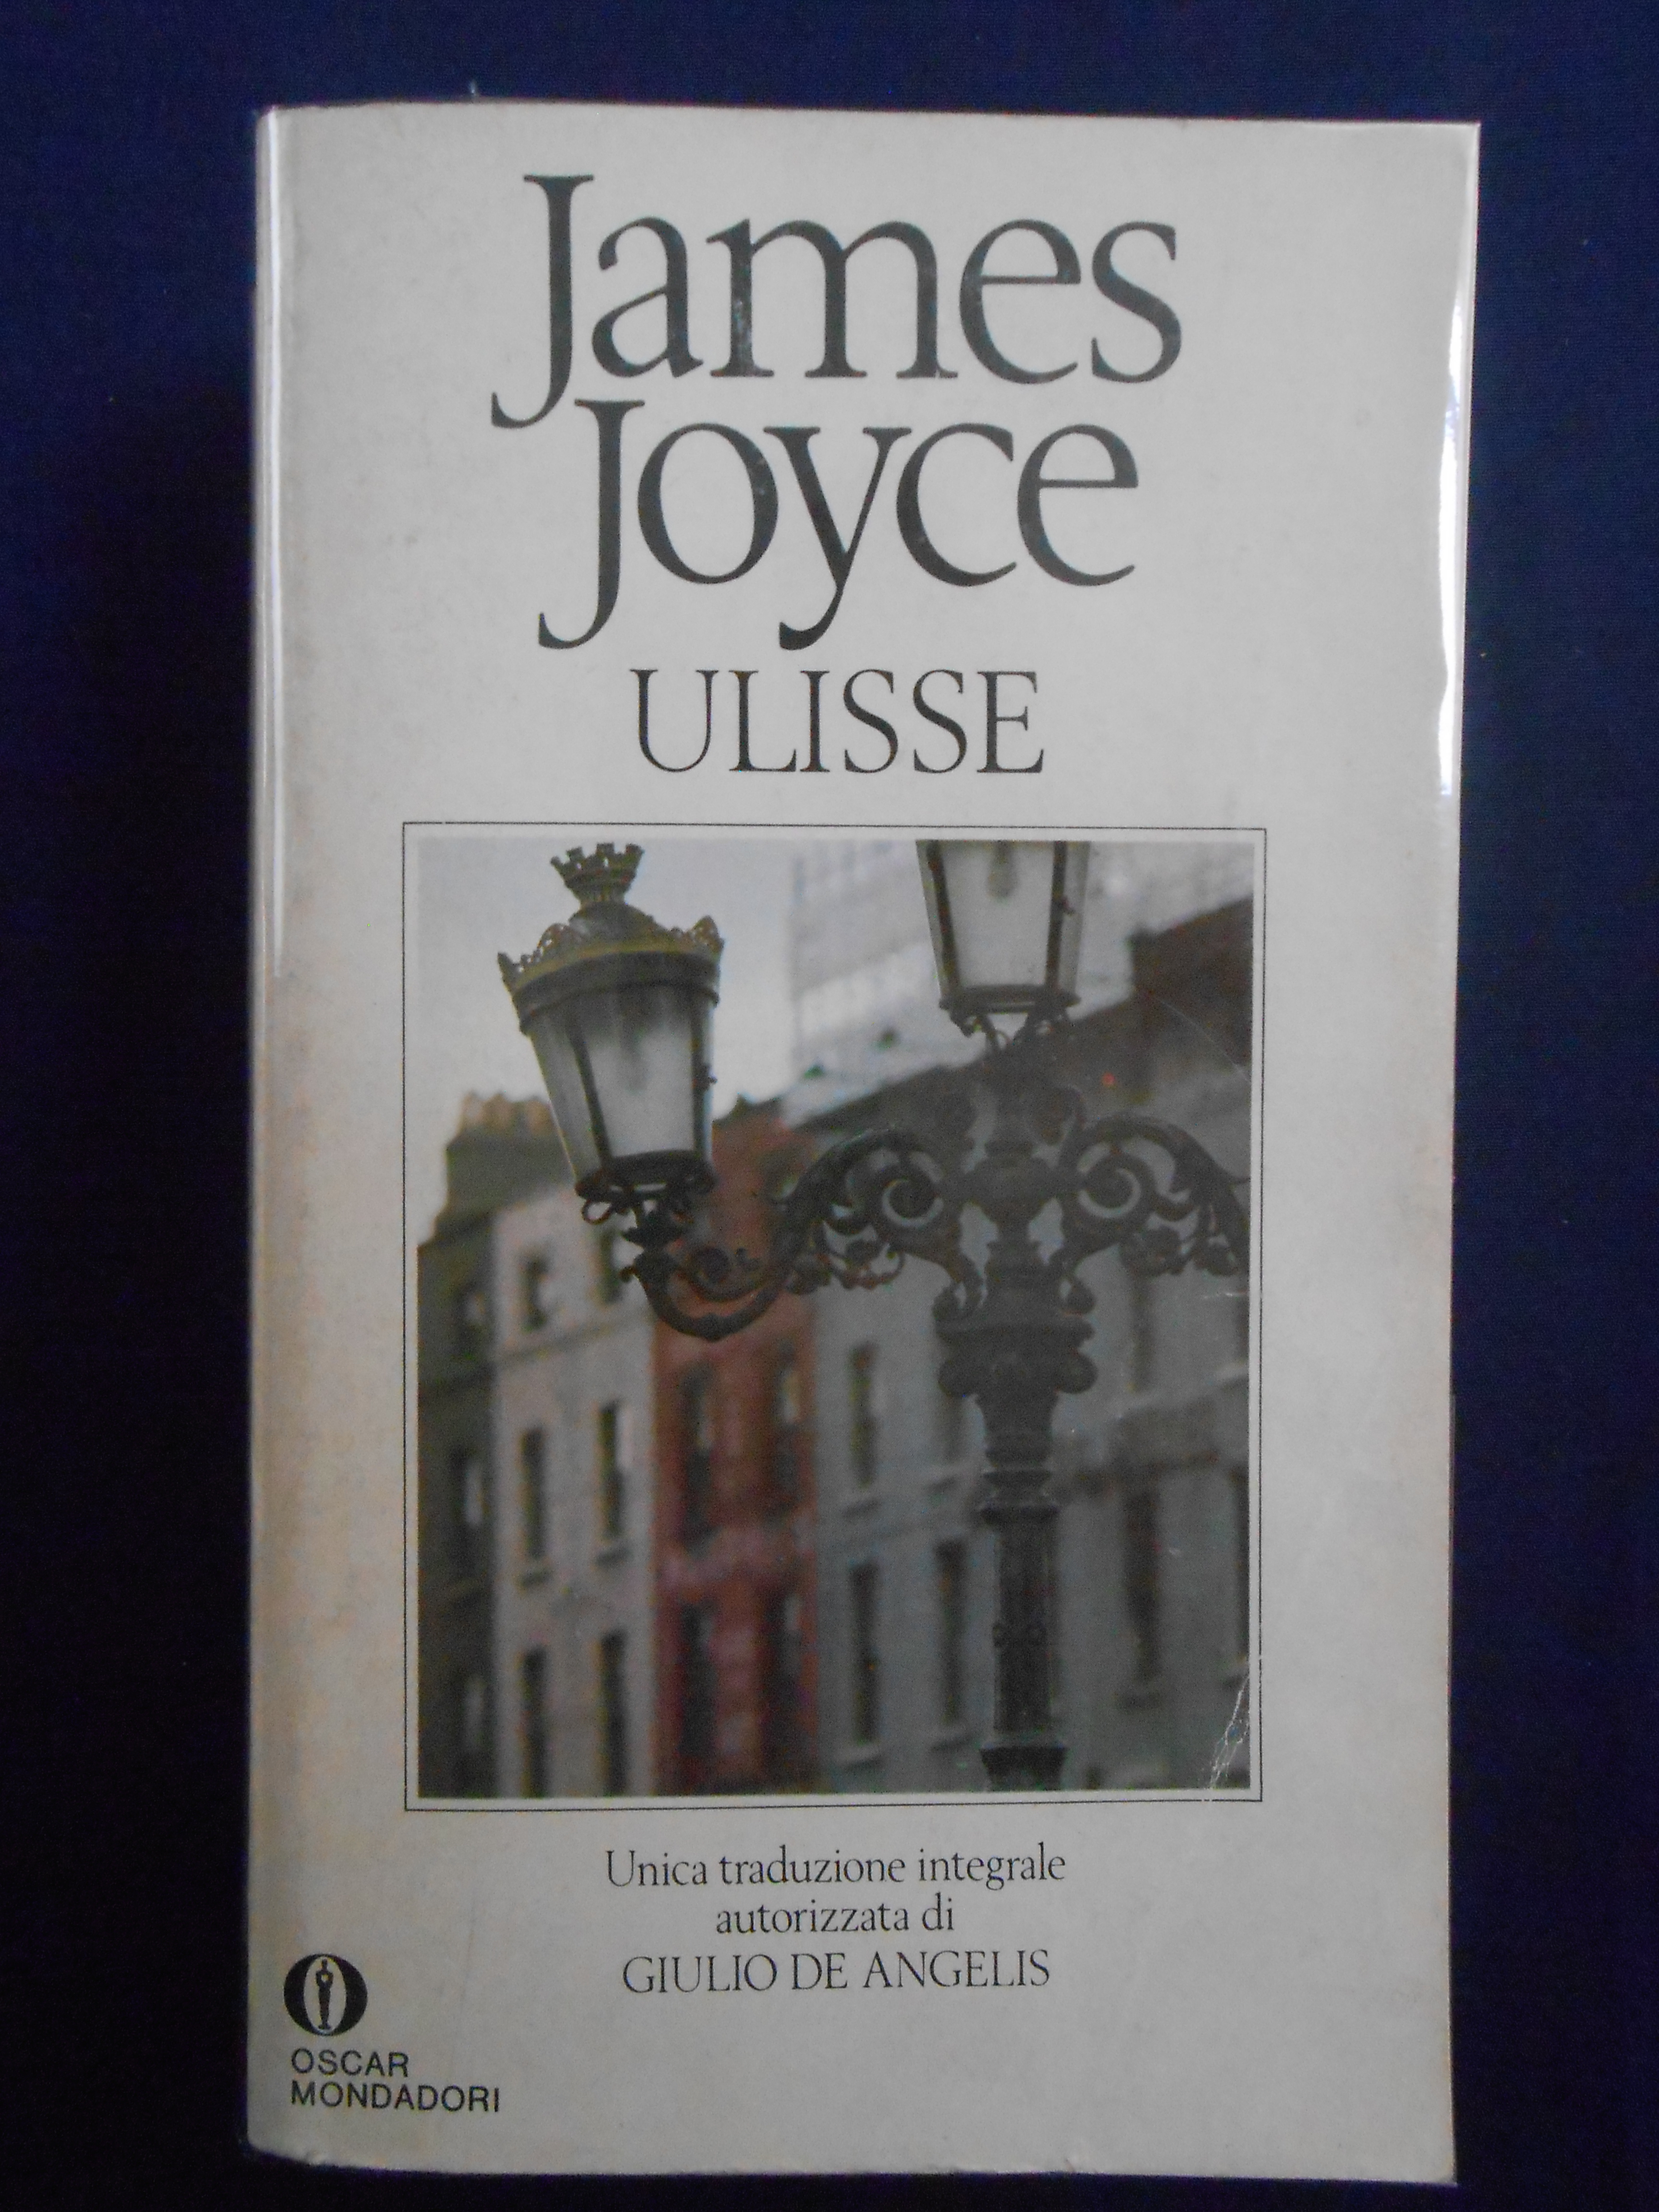 James
Joyce
ULISSE
Unica traduzione integrale
autorizzata di
GIULIO DE ANGELIS
OSCAR
MONDADORI